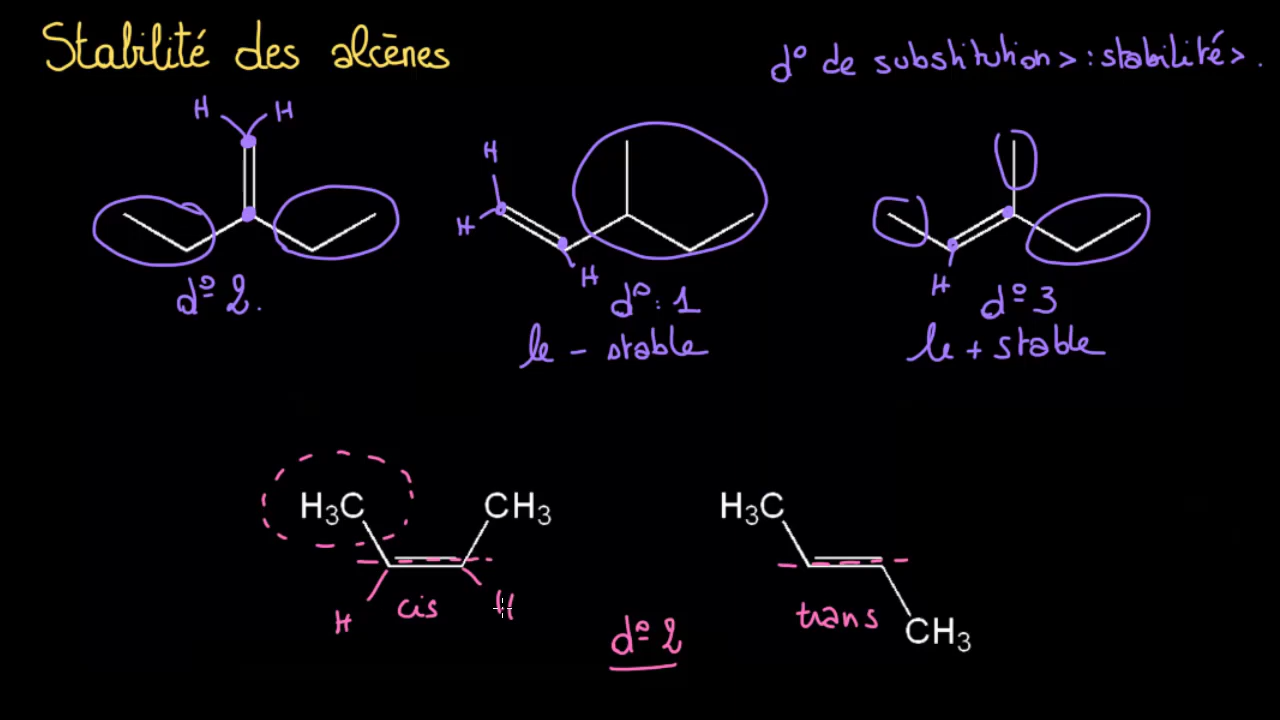 Stabilité des alcènes
d° de substitution > : stabilité > .
H H
H
H
H
H
d° 2.
d° : 1
d° 3
le - stable
le + stable
H₃C CH₃
H₃C
H cis H
trans
CH₃
d° 2